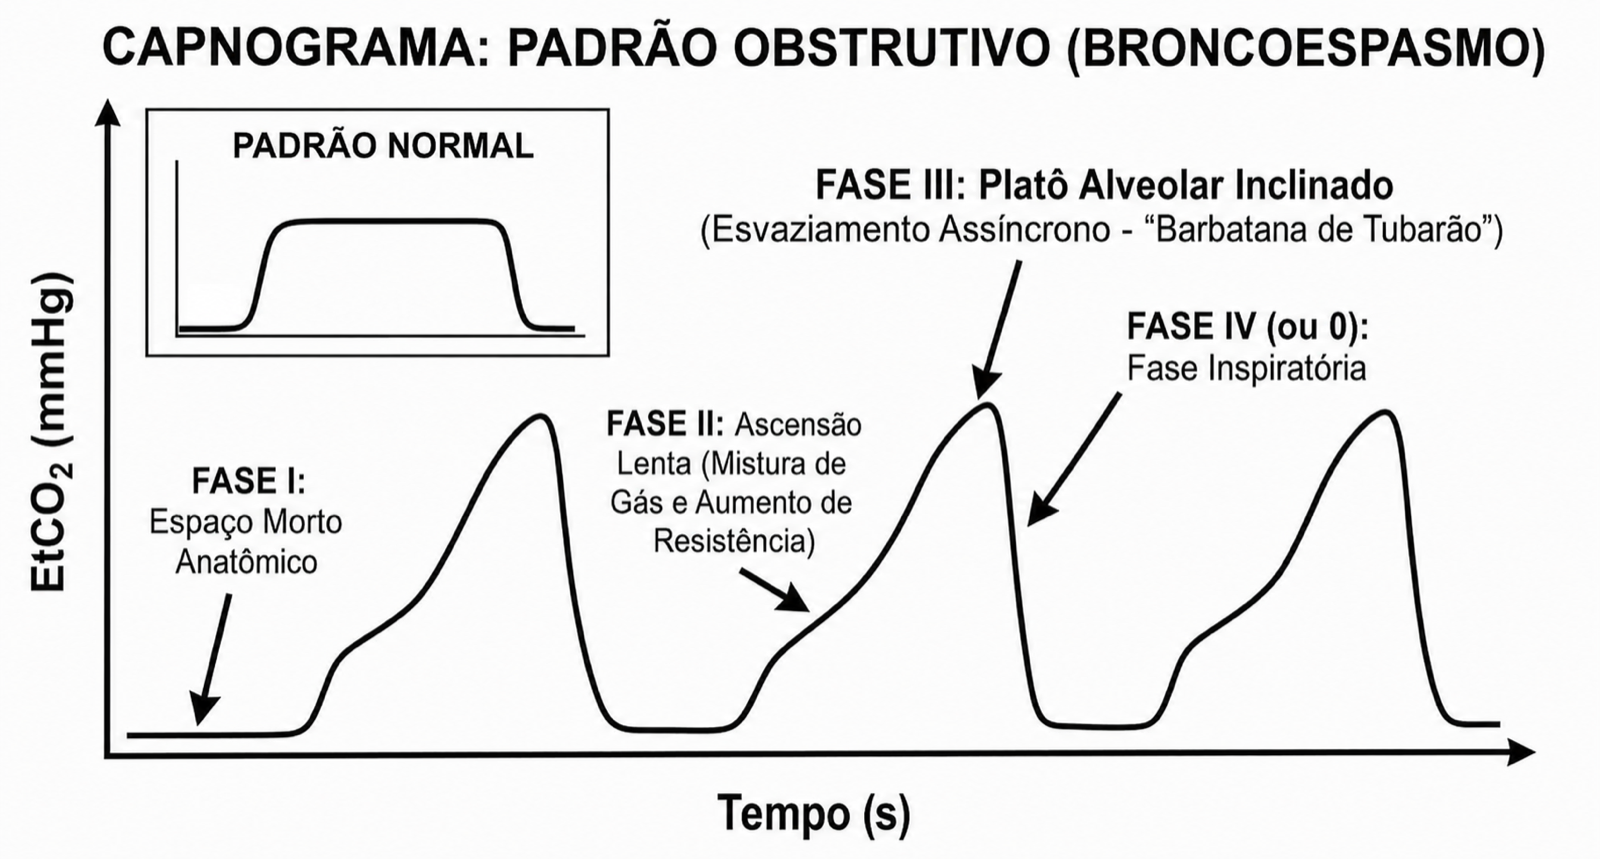 CAPNOGRAMA: PADRÃO OBSTRUTIVO (BRONCOESPASMO)
PADRÃO NORMAL
FASE III: Platô Alveolar Inclinado
(Esvaziamento Assíncrono - “Barbatana de Tubarão”)
FASE IV (ou 0):
Fase Inspiratória
FASE II: Ascensão
Lenta (Mistura de
Gás e Aumento de
Resistência)
FASE I:
Espaço Morto
Anatômico
EtCO₂ (mmHg)
Tempo (s)